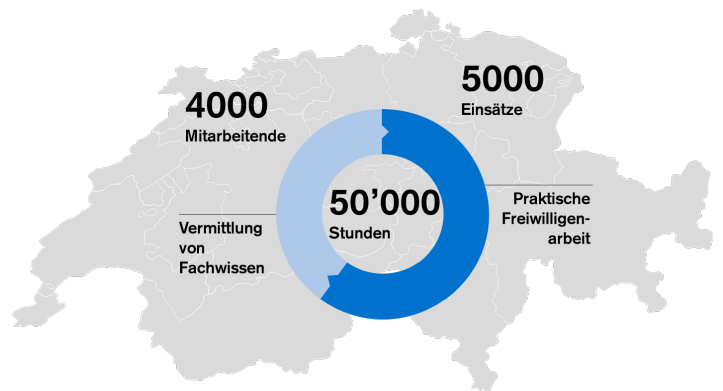 4000
Mitarbeitende
5000
Einsätze
50’000
Stunden
Vermittlung
von
Fachwissen
Praktische
Freiwilligen-
arbeit